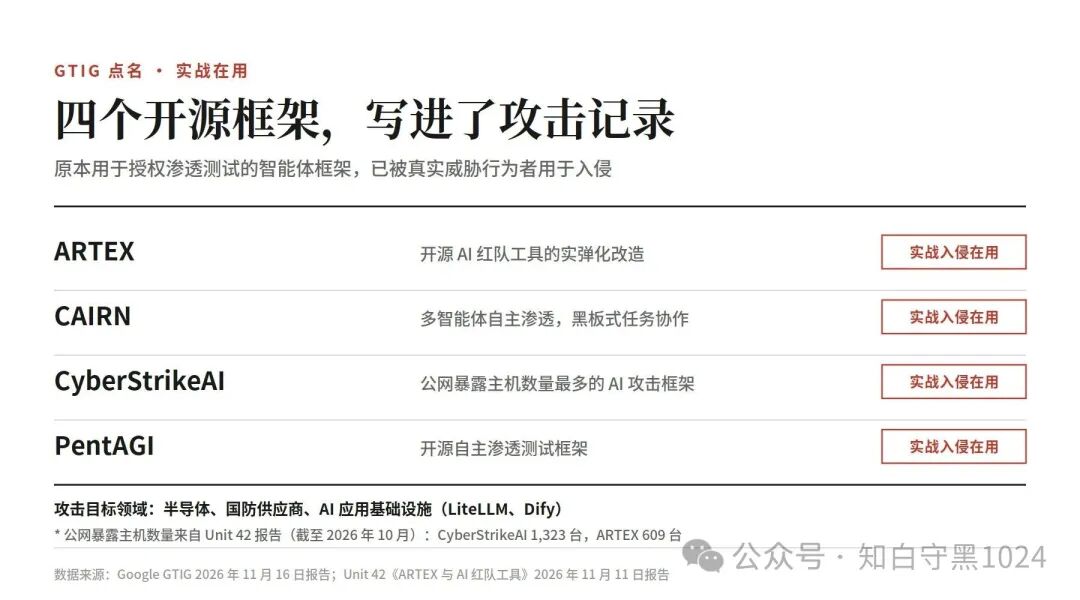 GTIG 点名 · 实战在用
四个开源框架，写进了攻击记录
原本用于授权渗透测试的智能体框架，已被真实威胁行为者用于入侵
ARTEX 开源 AI 红队工具的实弹化改造 实战入侵在用
CAIRN 多智能体自主渗透，黑板式任务协作 实战入侵在用
CyberStrikeAI 公网暴露主机数量最多的 AI 攻击框架 实战入侵在用
PentAGI 开源自主渗透测试框架 实战入侵在用
攻击目标领域：半导体、国防供应商、AI 应用基础设施（LiteLLM、Dify）
* 公网暴露主机数量来自 Unit 42 报告（截至 2026 年 10 月）：CyberStrikeAI 1,323 台，ARTEX 609 台
公众号 · 知白守黑1024
数据来源：Google GTIG 2026 年 11 月 16 日报告；Unit 42《ARTEX 与 AI 红队工具》2026 年 11 月 11 日报告